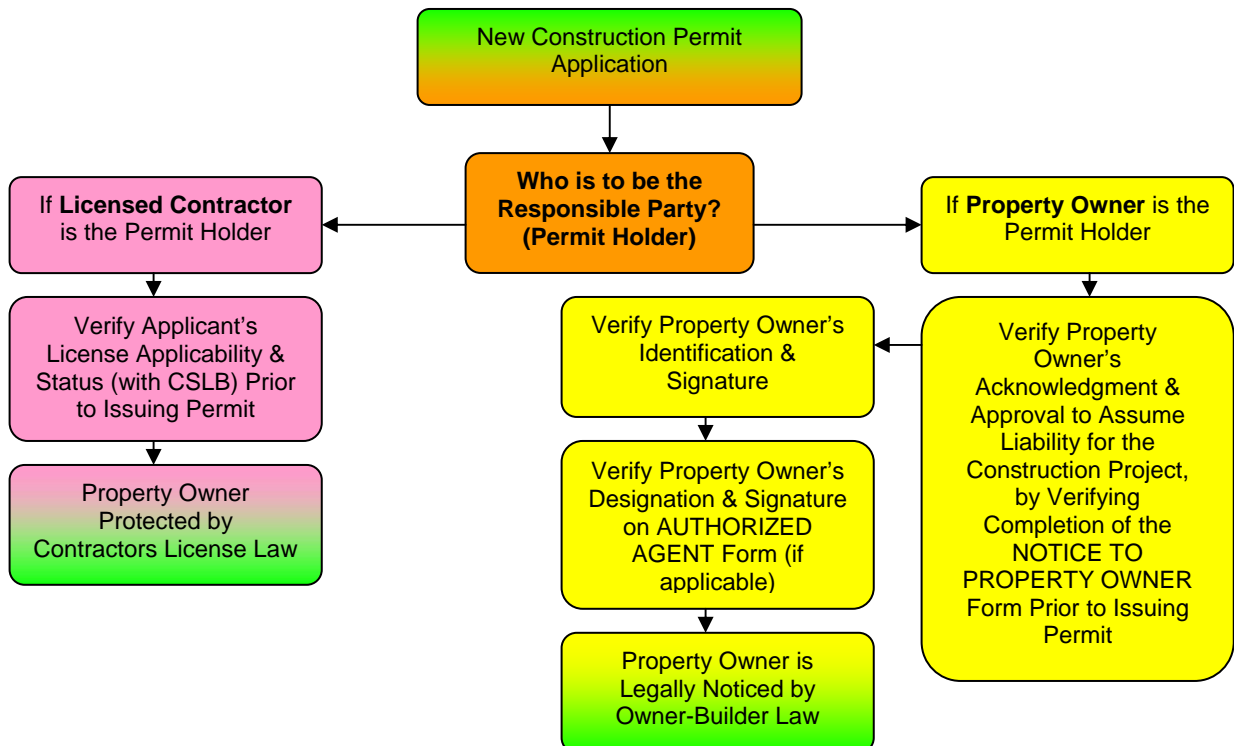 New Construction Permit
Application
Who is to be the
Responsible Party?
(Permit Holder)
If Licensed Contractor
is the Permit Holder
Verify Applicant's
License Applicability &
Status (with CSLB) Prior
to Issuing Permit
Property Owner
Protected by
Contractors License Law
If Property Owner is the
Permit Holder
Verify Property
Owner's
Acknowledgment &
Approval to Assume
Liability for the
Construction Project,
by Verifying
Completion of the
NOTICE TO
PROPERTY OWNER
Form Prior to Issuing
Permit
Verify Property Owner's
Identification &
Signature
Verify Property Owner's
Designation & Signature
on AUTHORIZED
AGENT Form (if
applicable)
Property Owner is
Legally Noticed by
Owner-Builder Law